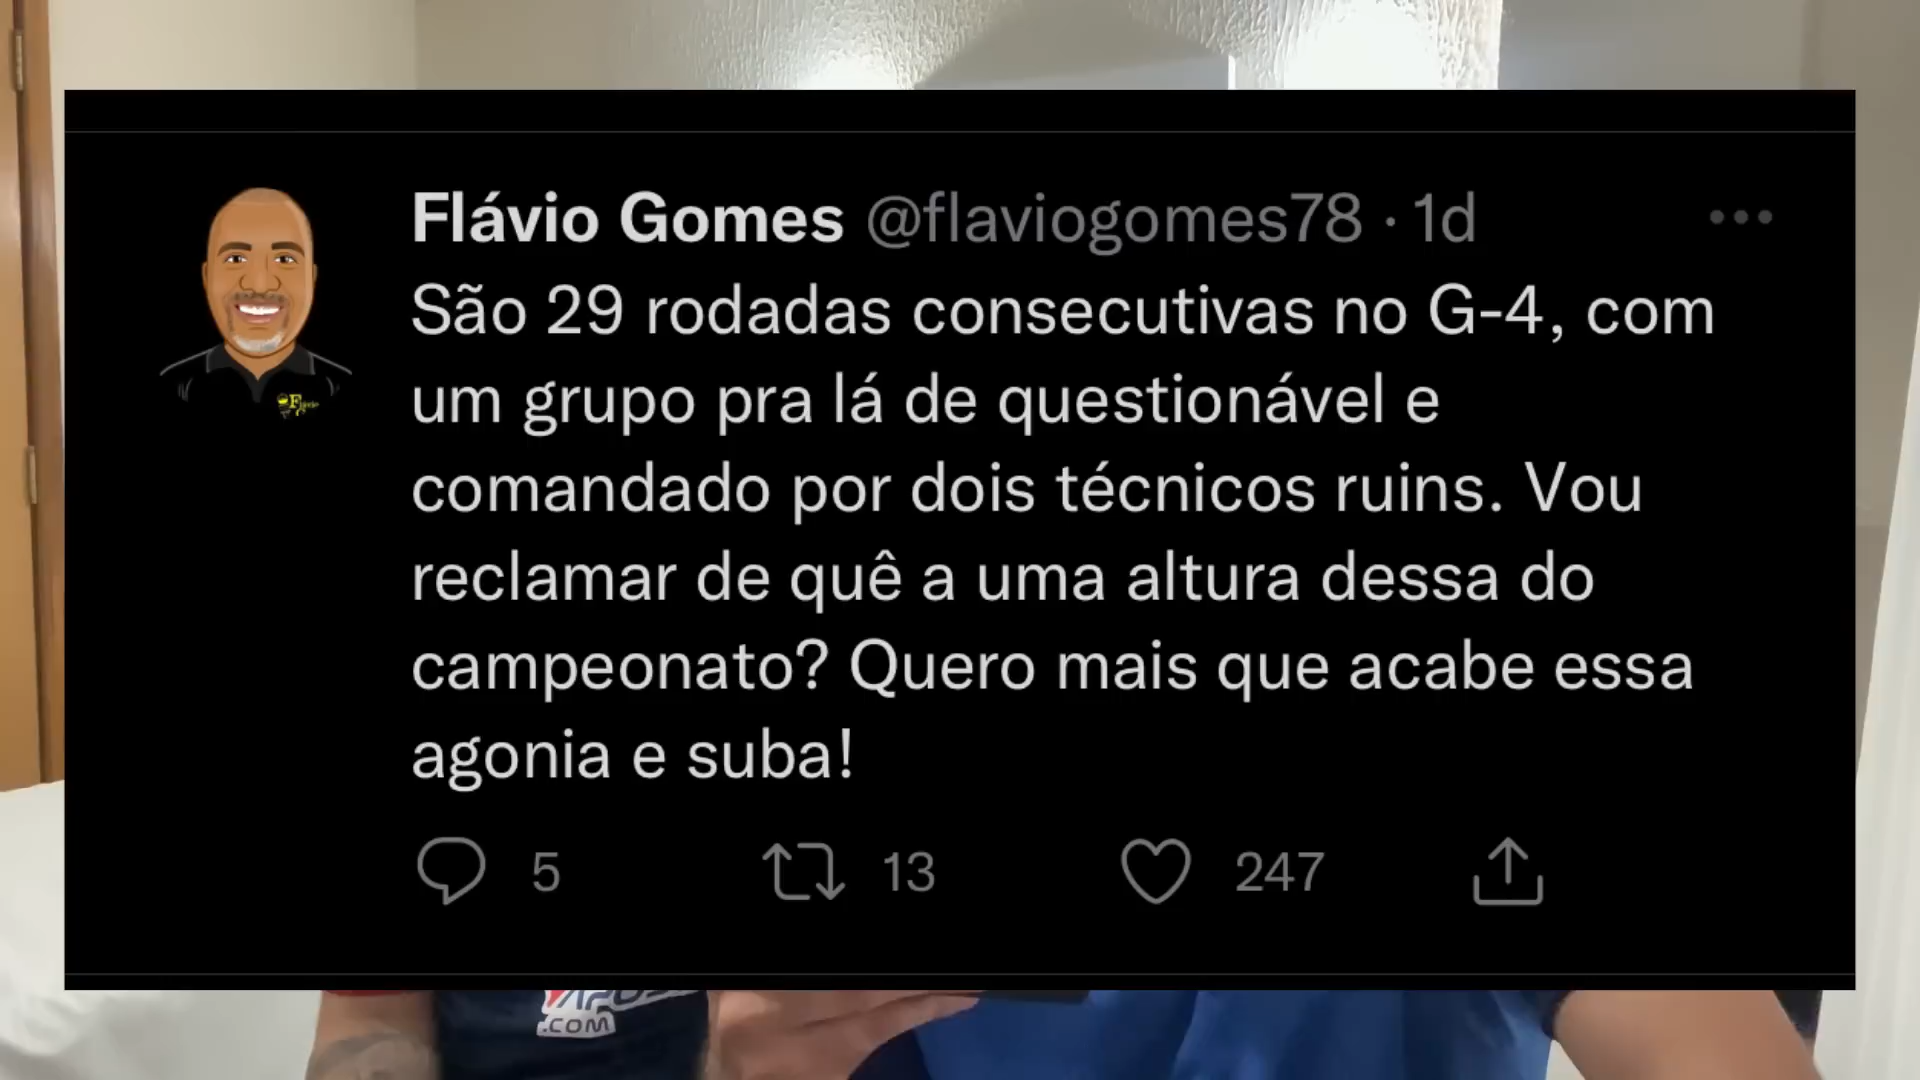 Flávio Gomes @flaviogomes78 · 1d
São 29 rodadas consecutivas no G-4, com
um grupo pra lá de questionável e
comandado por dois técnicos ruins. Vou
reclamar de quê a uma altura dessa do
campeonato? Quero mais que acabe essa
agonia e suba!
5 13 247
.COM